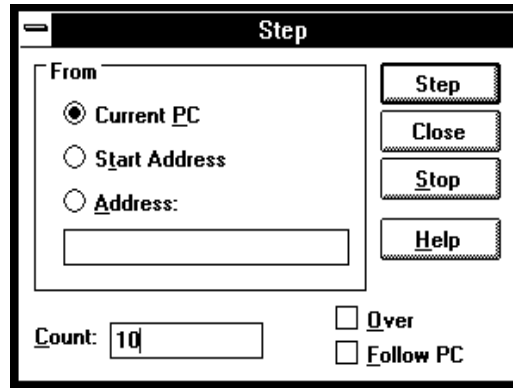 Step
From
Current PC
Start Address
Address:
Count: 10
Step
Close
Stop
Help
Over
Follow PC